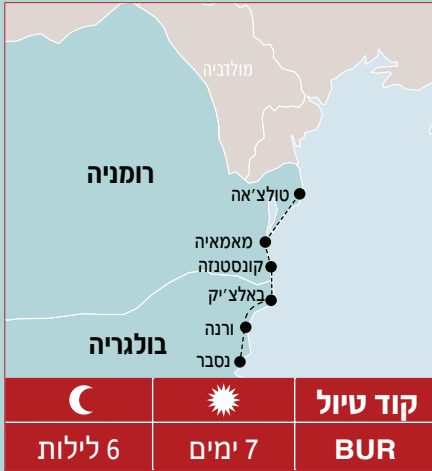 מולדביה
רומניה
טולצ'אה
מאמאיה
קונסטנזה
באלצ'יק
ורנה
בולגריה
נסבר
קוד טיול
BUR
7 ימים
6 לילות